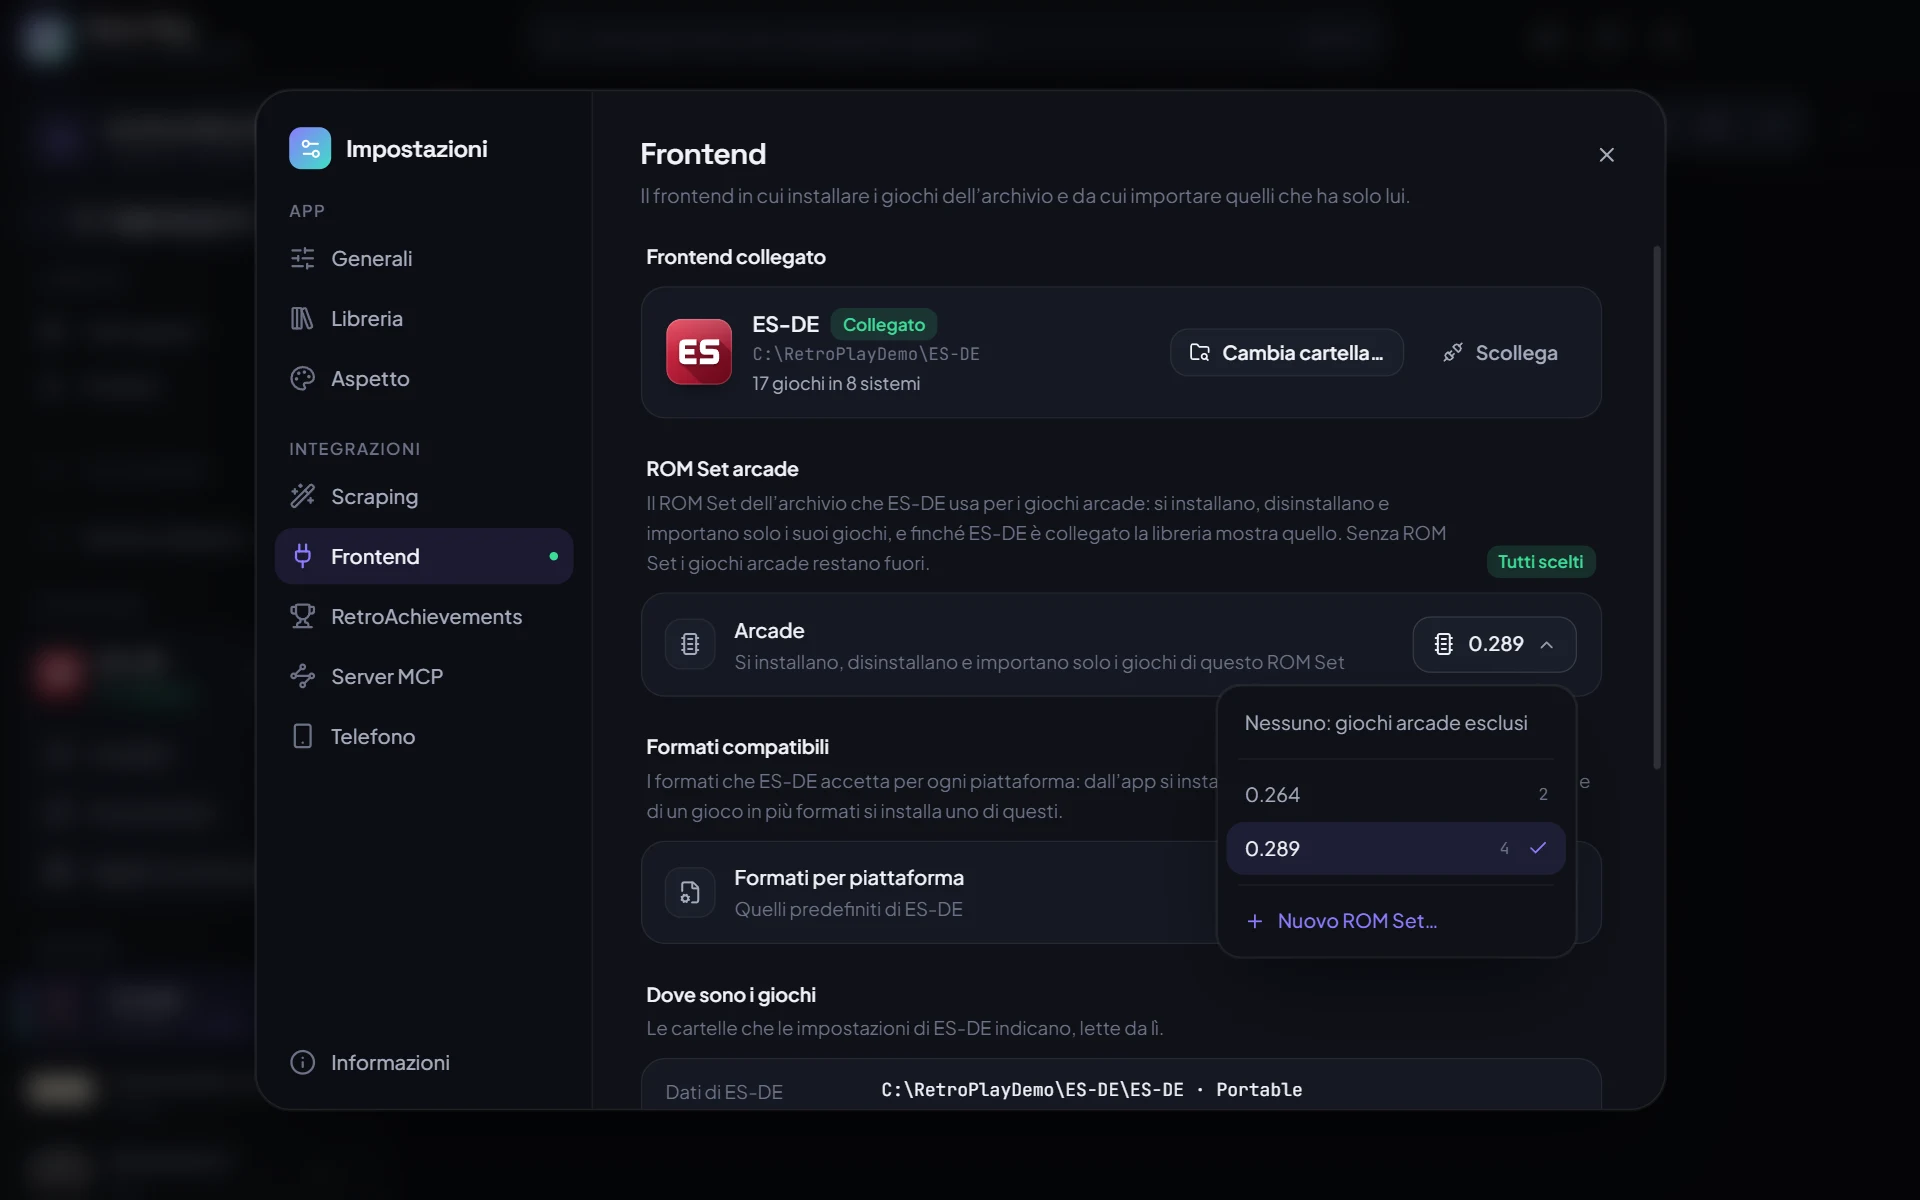 Impostazioni
APP
Generali
Libreria
Aspetto
INTEGRAZIONI
Scraping
Frontend
RetroAchievements
Server MCP
Telefono
Informazioni
Frontend
Il frontend in cui installare i giochi dell’archivio e da cui importare quelli che ha solo lui.
Frontend collegato
ES
ES-DE Collegato
C:\RetroPlayDemo\ES-DE
17 giochi in 8 sistemi
Cambia cartella…
Scollega
ROM Set arcade
Il ROM Set dell’archivio che ES-DE usa per i giochi arcade: si installano, disinstallano e
importano solo i suoi giochi, e finché ES-DE è collegato la libreria mostra quello. Senza ROM
Set i giochi arcade restano fuori.
Tutti scelti
Arcade
Si installano, disinstallano e importano solo i giochi di questo ROM Set
0.289
Nessuno: giochi arcade esclusi
0.264 2
0.289 4
+ Nuovo ROM Set…
Formati compatibili
I formati che ES-DE accetta per ogni piattaforma: dall’app si insta e
di un gioco in più formati si installa uno di questi.
Formati per piattaforma
Quelli predefiniti di ES-DE
Dove sono i giochi
Le cartelle che le impostazioni di ES-DE indicano, lette da lì.
Dati di ES-DE C:\RetroPlayDemo\ES-DE\ES-DE · Portable